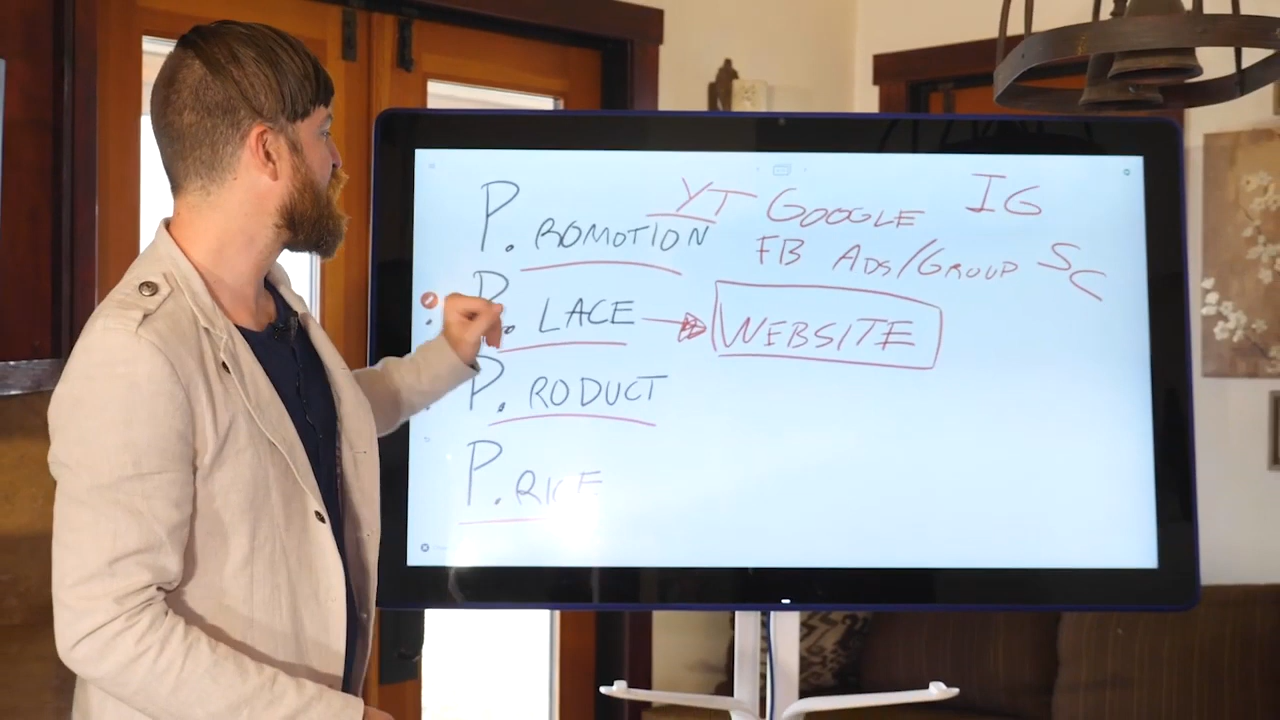 P. ROMOTION YT GOOGLE IG
FB ADS/GROUP SC
P. LACE WEBSITE
P. RODUCT
P. RICE